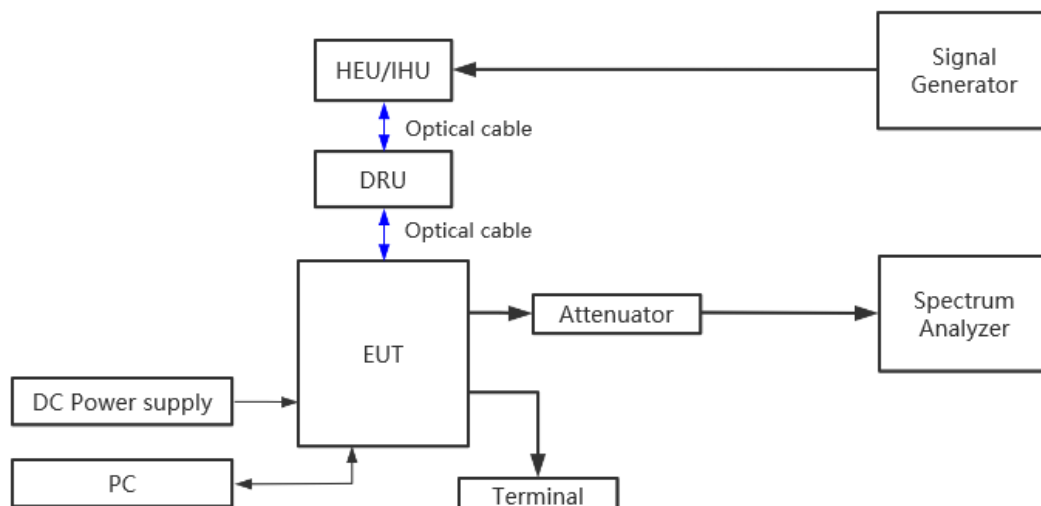 HEU/IHU
Signal
Generator
Optical cable
DRU
Optical cable
EUT
Attenuator
Spectrum
Analyzer
DC Power supply
PC
Terminal